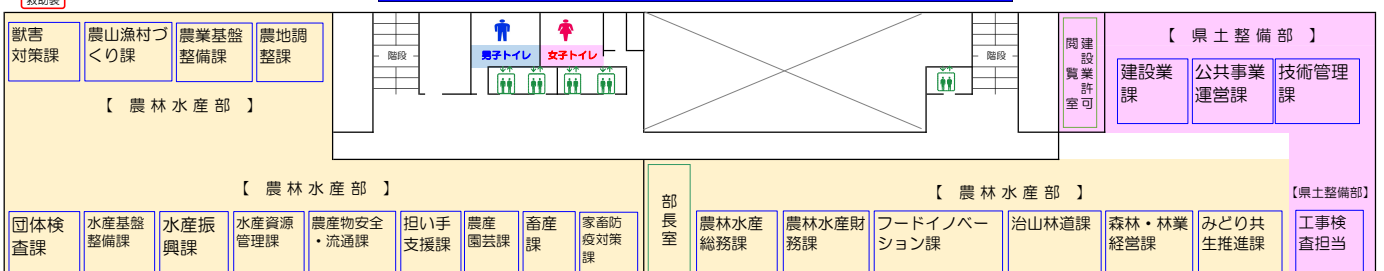 救助袋
獣害
対策課
農山漁村づ
くり課
農業基盤
整備課
農地調
整課
【 農林水産部 】
階段
男子トイレ
女子トイレ
階段
建設業許可
閲覧室
【 県土整備部 】
建設業
課
公共事業
運営課
技術管理
課
【 農林水産部 】
団体検
査課
水産基盤
整備課
水産振
興課
水産資源
管理課
農産物安全
・流通課
担い手
支援課
農産
園芸課
畜産
課
家畜防
疫対策
課
部長室
【 農林水産部 】
農林水産
総務課
農林水産財
務課
フードイノベー
ション課
治山林道課
森林・林業
経営課
みどり共
生推進課
【県土整備部】
工事検
査担当